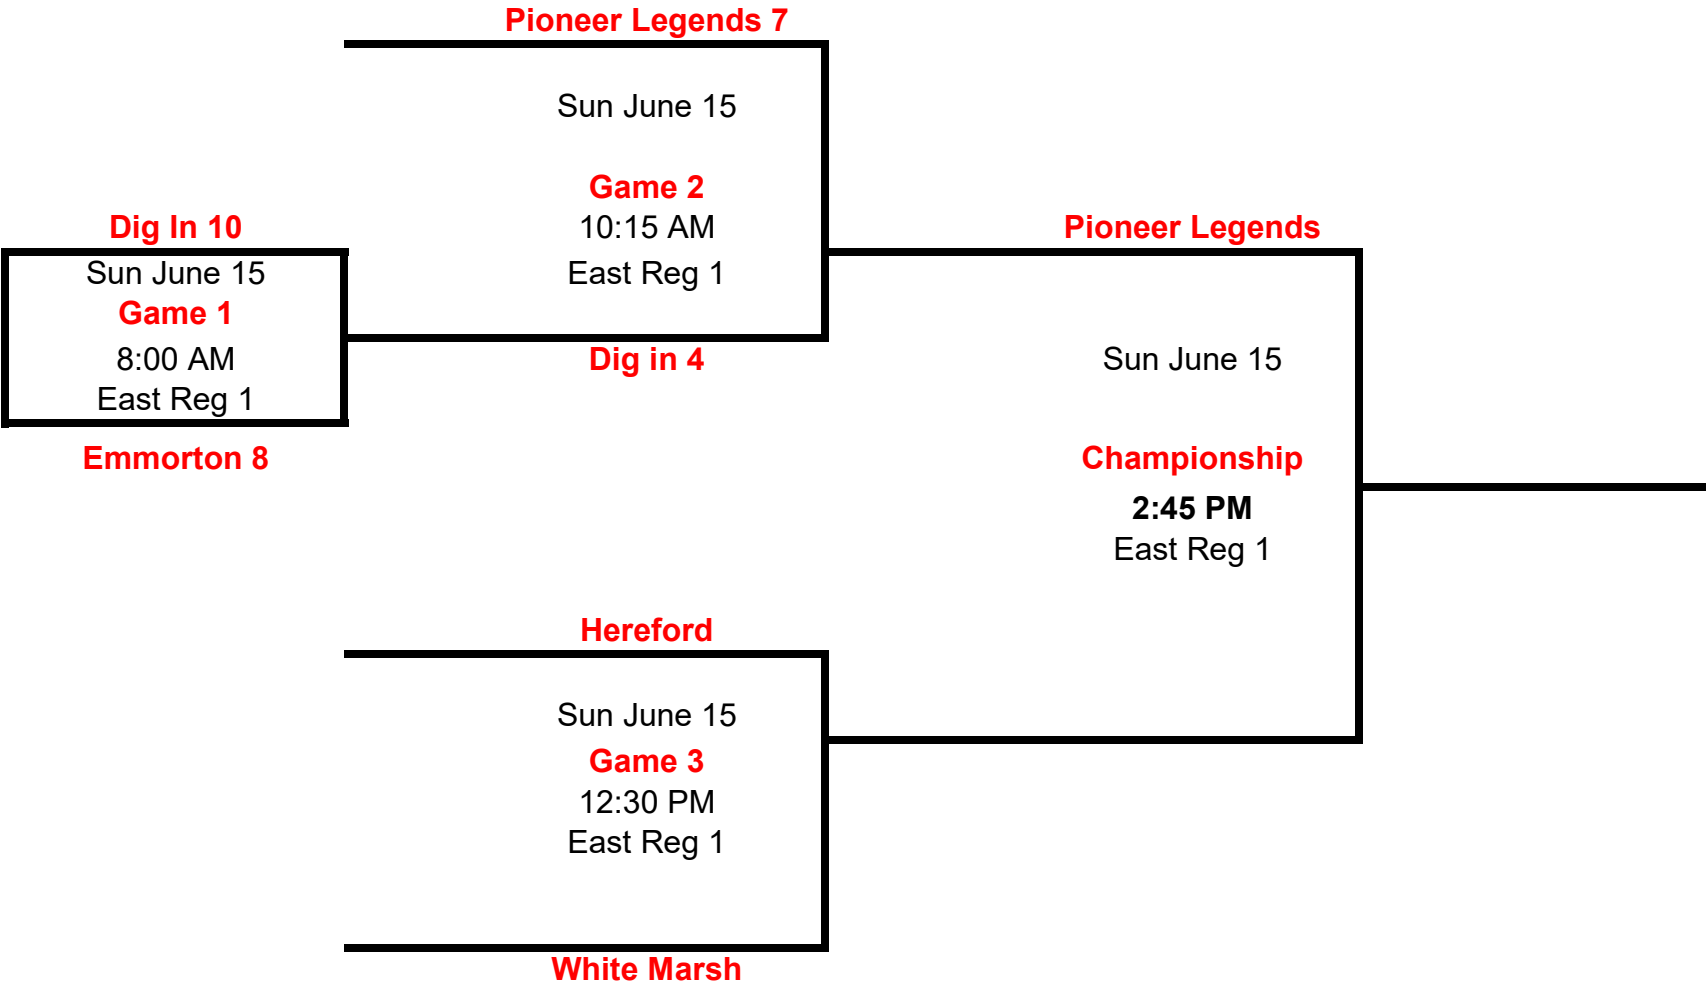 Pioneer Legends 7
Sun June 15
Game 2
10:15 AM
East Reg 1
Dig In 10
Sun June 15
Game 1
8:00 AM
East Reg 1
Emmorton 8
Dig in 4
Pioneer Legends
Sun June 15
Championship
2:45 PM
East Reg 1
Hereford
Sun June 15
Game 3
12:30 PM
East Reg 1
White Marsh